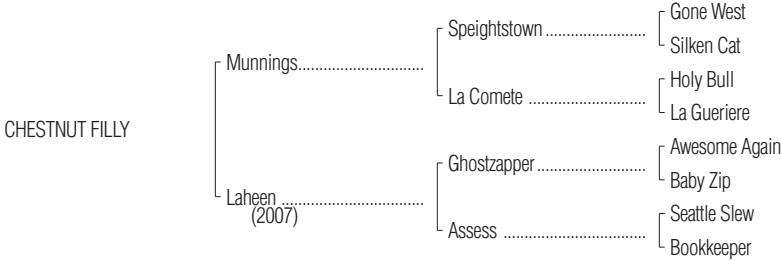 Gone West
Speightstown ........................
Silken Cat
Munnings..............................
Holy Bull
La Comete ............................
La Gueriere
CHESTNUT FILLY
Awesome Again
Ghostzapper..........................
Baby Zip
Laheen ..................................
(2007)
Seattle Slew
Assess ..................................
Bookkeeper